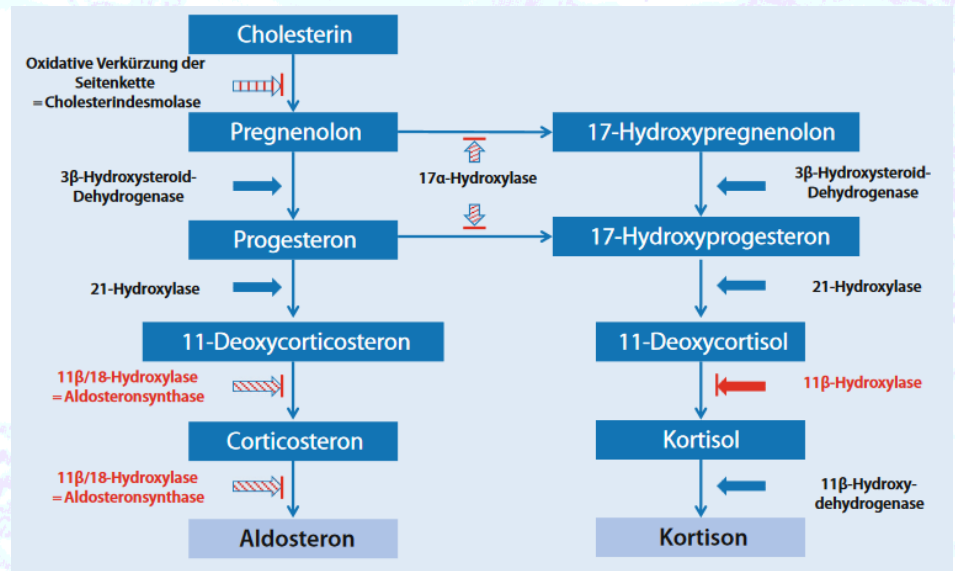 Cholesterin
Oxidative Verkürzung der
Seitenkette
= Cholesterindesmolase
Pregnenolon
17-Hydroxypregnenolon
3β-Hydroxysteroid-
Dehydrogenase
17α-Hydroxylase
3β-Hydroxysteroid-
Dehydrogenase
Progesteron
17-Hydroxyprogesteron
21-Hydroxylase
21-Hydroxylase
11-Deoxycorticosteron
11-Deoxycortisol
11β/18-Hydroxylase
= Aldosteronsynthase
11β-Hydroxylase
Corticosteron
Kortisol
11β/18-Hydroxylase
= Aldosteronsynthase
11β-Hydroxy-
dehydrogenase
Aldosteron
Kortison